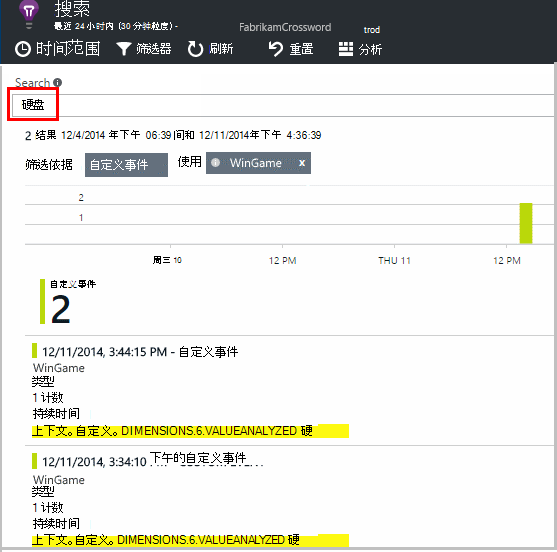 搜索
最近 24 小时内 (30 分钟粒度) -
FabrikamCrossword
trod
时间范围 筛选器 刷新 重置 分析
Search
硬盘
2 结果 12/4/2014 年下午 06:39 间和 12/11/2014年下午 4:36:39
筛选依据 自定义事件 使用 WinGame x
2
1
周三 10 12 PM THU 11 12 PM
自定义事件
2
12/11/2014, 3:44:15 PM - 自定义事件
WinGame
类型
1 计数
持续时间
上下文。自定义。DIMENSIONS.6.VALUEANALYZED 硬
12/11/2014, 3:34:10 下午的自定义事件
WinGame
类型
1 计数
持续时间
上下文。自定义。DIMENSIONS.6.VALUEANALYZED 硬